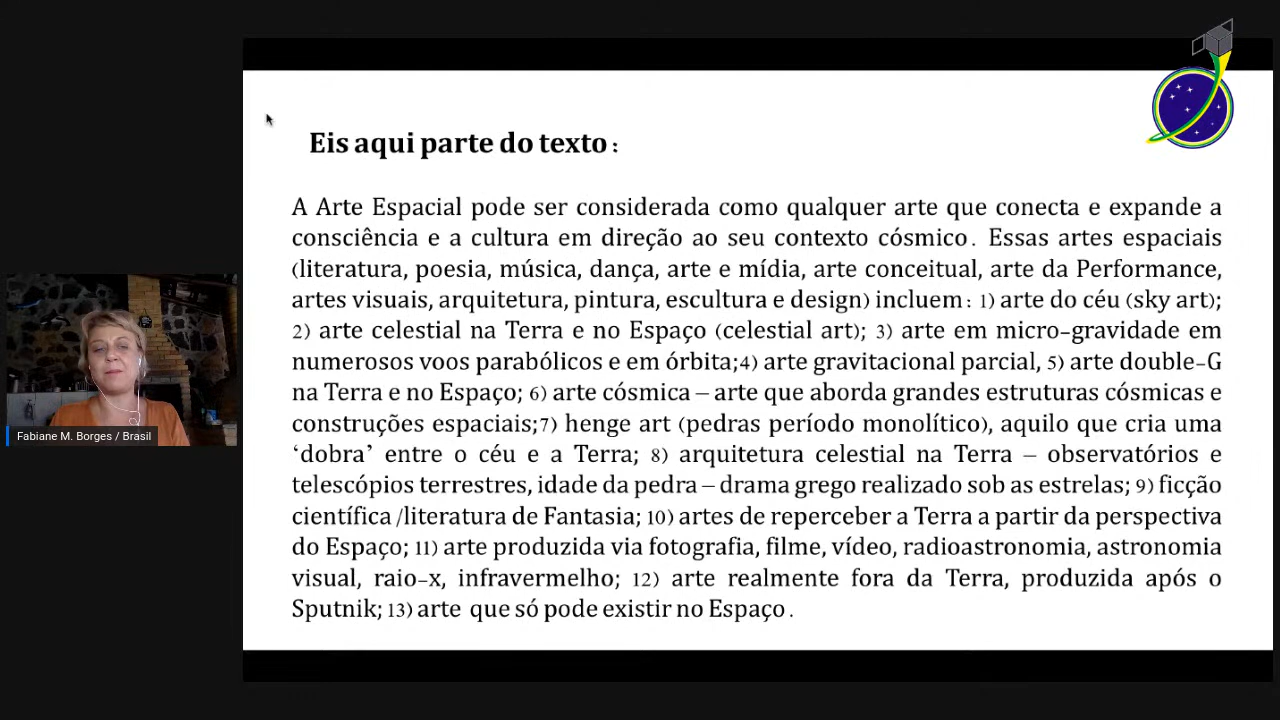 Eis aqui parte do texto:
A Arte Espacial pode ser considerada como qualquer arte que conecta e expande a
consciência e a cultura em direção ao seu contexto cósmico. Essas artes espaciais
(literatura, poesia, música, dança, arte e mídia, arte conceitual, arte da Performance,
artes visuais, arquitetura, pintura, escultura e design) incluem: 1) arte do céu (sky art);
2) arte celestial na Terra e no Espaço (celestial art); 3) arte em micro-gravidade em
numerosos voos parabólicos e em órbita;4) arte gravitacional parcial, 5) arte double-G
na Terra e no Espaço; 6) arte cósmica – arte que aborda grandes estruturas cósmicas e
construções espaciais;7) henge art (pedras período monolítico), aquilo que cria uma
‘dobra’ entre o céu e a Terra; 8) arquitetura celestial na Terra – observatórios e
telescópios terrestres, idade da pedra – drama grego realizado sob as estrelas; 9) ficção
científica /literatura de Fantasia; 10) artes de reperceber a Terra a partir da perspectiva
do Espaço; 11) arte produzida via fotografia, filme, vídeo, radioastronomia, astronomia
visual, raio-x, infravermelho; 12) arte realmente fora da Terra, produzida após o
Sputnik; 13) arte que só pode existir no Espaço.
Fabiane M. Borges / Brasil